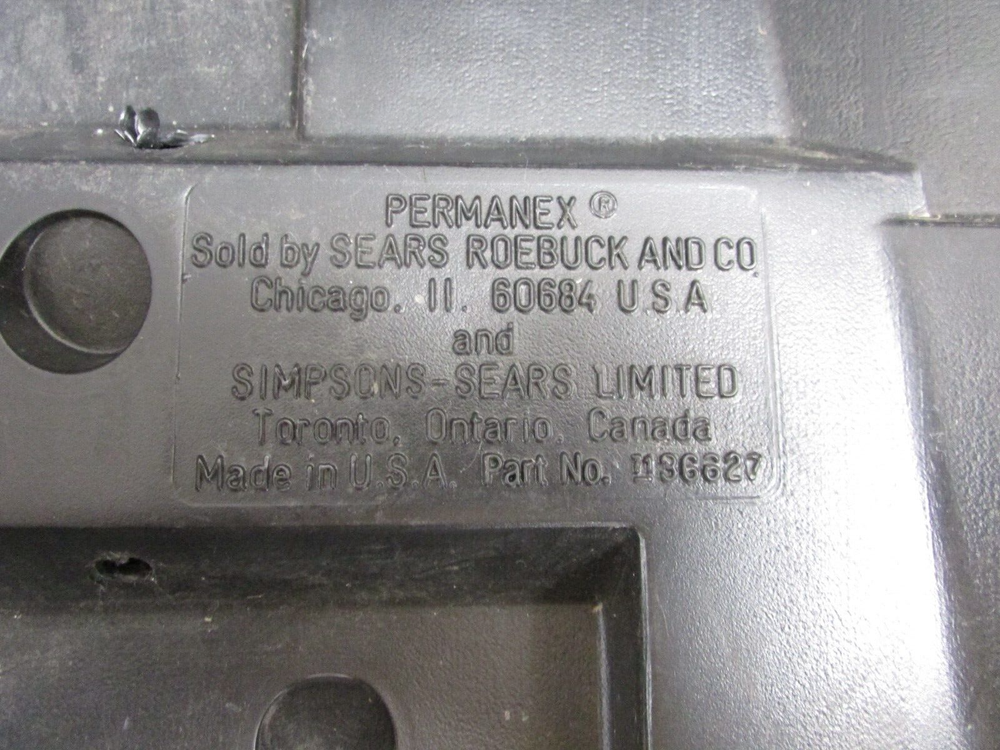 PERMANEX ®
Sold by SEARS ROEBUCK AND CO.
Chicago. Il. 60684 U.S.A
and
SIMPSONS-SEARS LIMITED
Toronto, Ontario. Canada
Made in U.S.A. Part No.